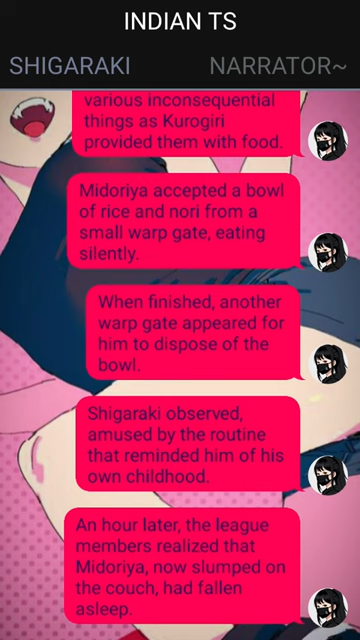 INDIAN TS
SHIGARAKI
NARRATOR~
various inconsequential
things as Kurogiri
provided them with food.
Midoriya accepted a bowl
of rice and nori from a
small warp gate, eating
silently.
When finished, another
warp gate appeared for
him to dispose of the
bowl.
Shigaraki observed,
amused by the routine
that reminded him of his
own childhood.
An hour later, the league
members realized that
Midoriya, now slumped on
the couch, had fallen
asleep.